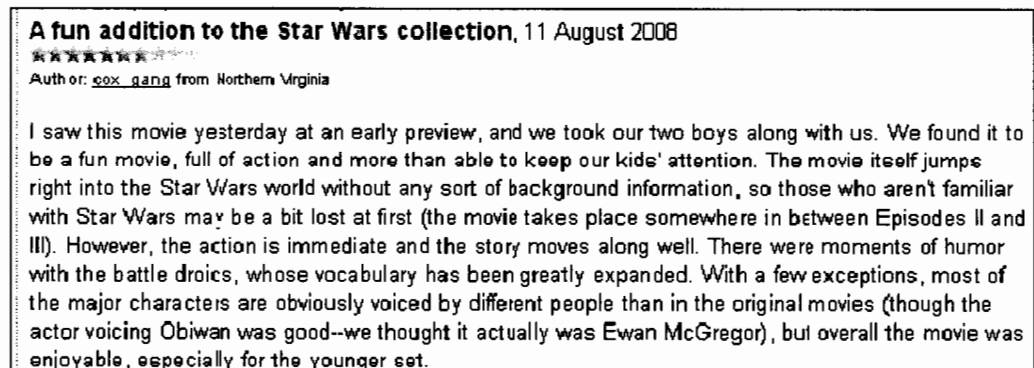 A fun addition to the Star Wars collection, 11 August 2008
Author: cox_gang from Northern Virginia
I saw this movie yesterday at an early preview, and we took our two boys along with us. We found it to
be a fun movie, full of action and more than able to keep our kids' attention. The movie itself jumps
right into the Star Wars world without any sort of background information, so those who aren't familiar
with Star Wars may be a bit lost at first (the movie takes place somewhere in between Episodes II and
III). However, the action is immediate and the story moves along well. There were moments of humor
with the battle droids, whose vocabulary has been greatly expanded. With a few exceptions, most of
the major characters are obviously voiced by different people than in the original movies (though the
actor voicing Obiwan was good--we thought it actually was Ewan McGregor), but overall the movie was
enjoyable, especially for the younger set.